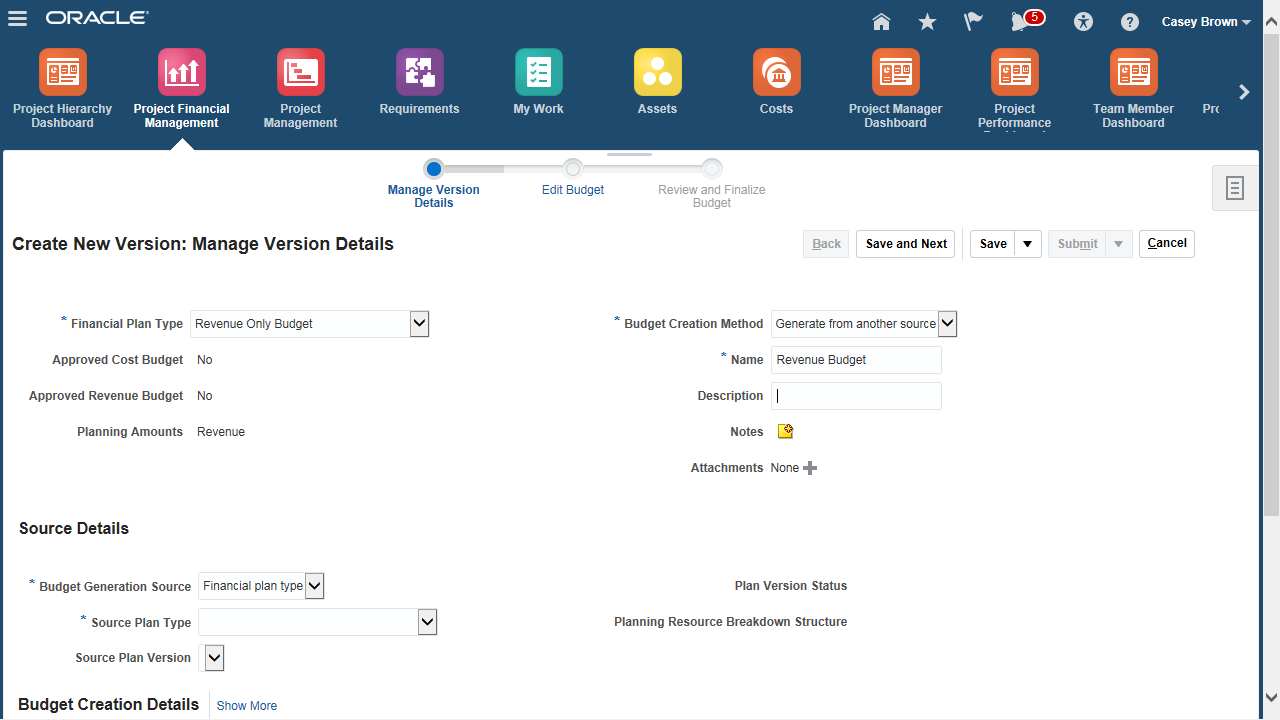 ORACLE
5
Casey Brown
Project Hierarchy
Dashboard
Project Financial
Management
Project
Management
Requirements
My Work
Assets
Costs
Project Manager
Dashboard
Project
Performance
Team Member
Dashboard
Manage Version
Details
Edit Budget
Review and Finalize
Budget
Create New Version: Manage Version Details
Back
Save and Next
Save
Submit
Cancel
* Financial Plan Type Revenue Only Budget
Approved Cost Budget No
Approved Revenue Budget No
Planning Amounts Revenue
* Budget Creation Method Generate from another source
* Name Revenue Budget
Description
Notes
Attachments None
Source Details
* Budget Generation Source Financial plan type
* Source Plan Type
Source Plan Version
Plan Version Status
Planning Resource Breakdown Structure
Budget Creation Details Show More